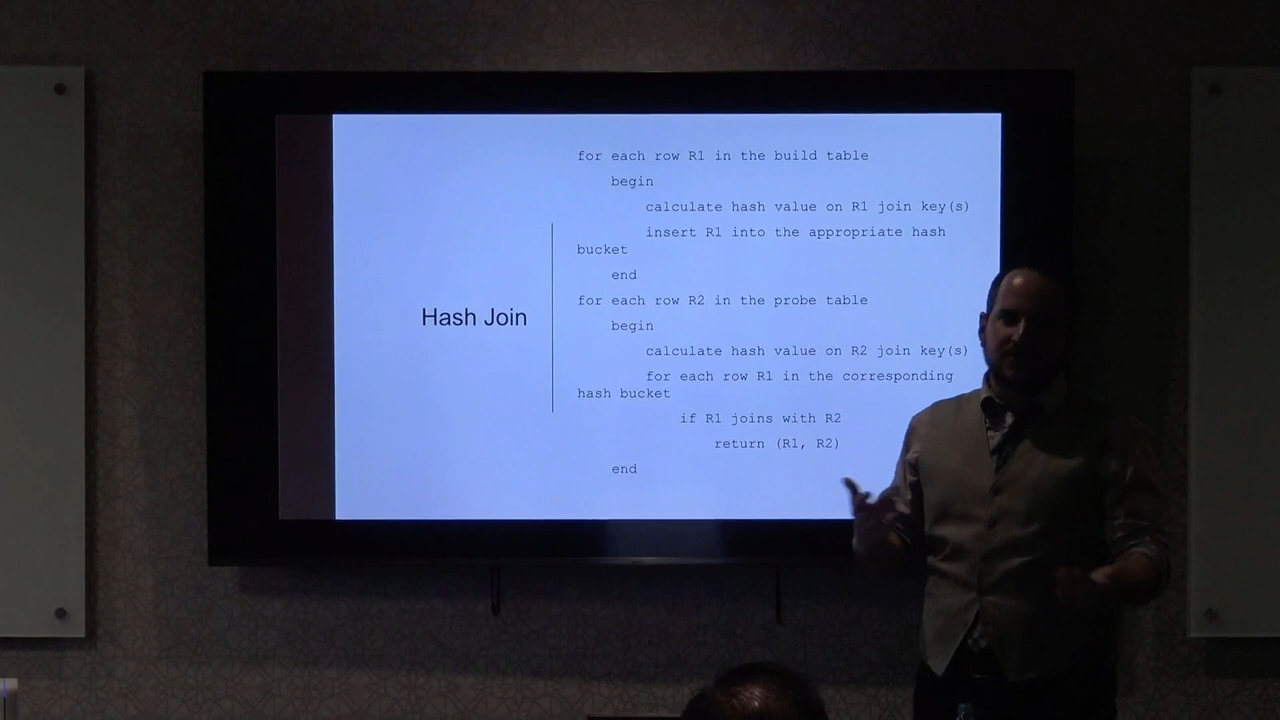 Hash Join
for each row R1 in the build table
begin
calculate hash value on R1 join key(s)
insert R1 into the appropriate hash
bucket
end
for each row R2 in the probe table
begin
calculate hash value on R2 join key(s)
for each row R1 in the corresponding
hash bucket
if R1 joins with R2
return (R1, R2)
end